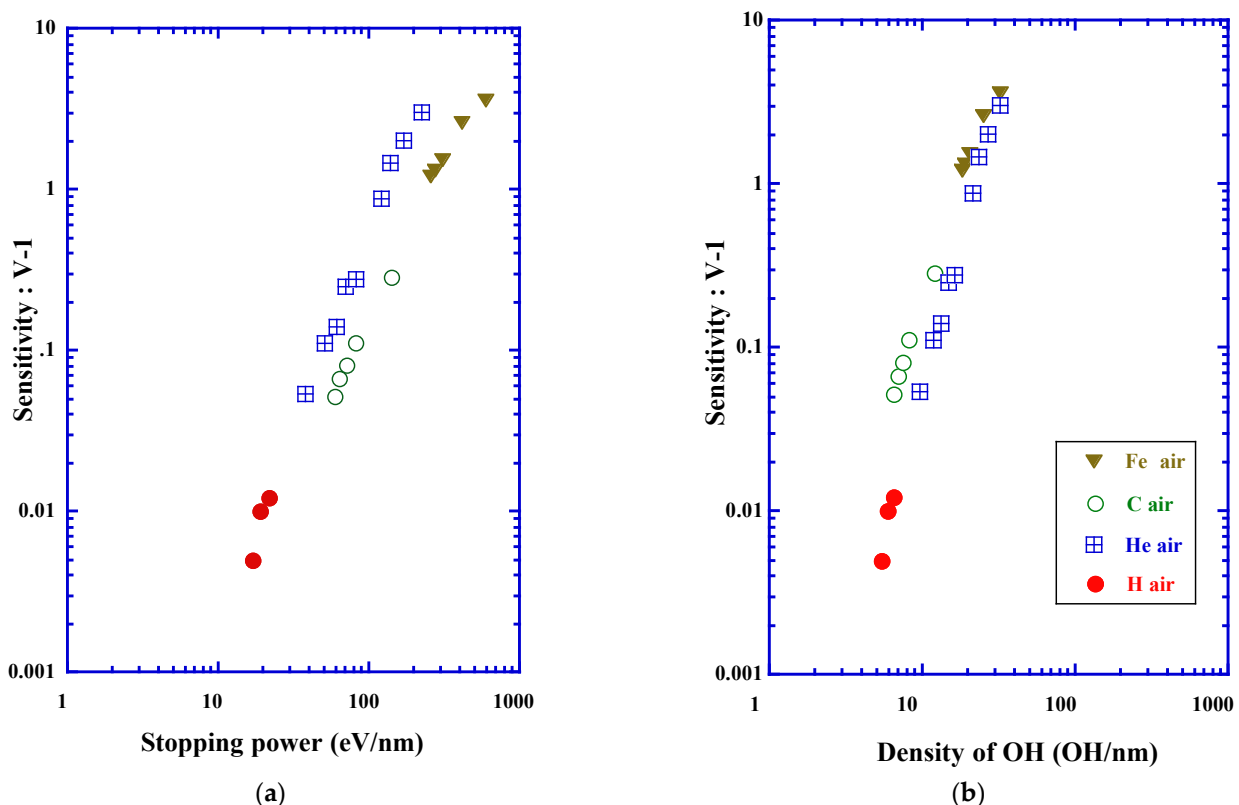 10
1
0.1
0.01
0.001
Sensitivity : V-1
1
10
100
1000
Stopping power (eV/nm)
(a)
10
1
0.1
0.01
0.001
Sensitivity : V-1
1
10
100
1000
Density of OH (OH/nm)
Fe air
C air
He air
H air
(b)